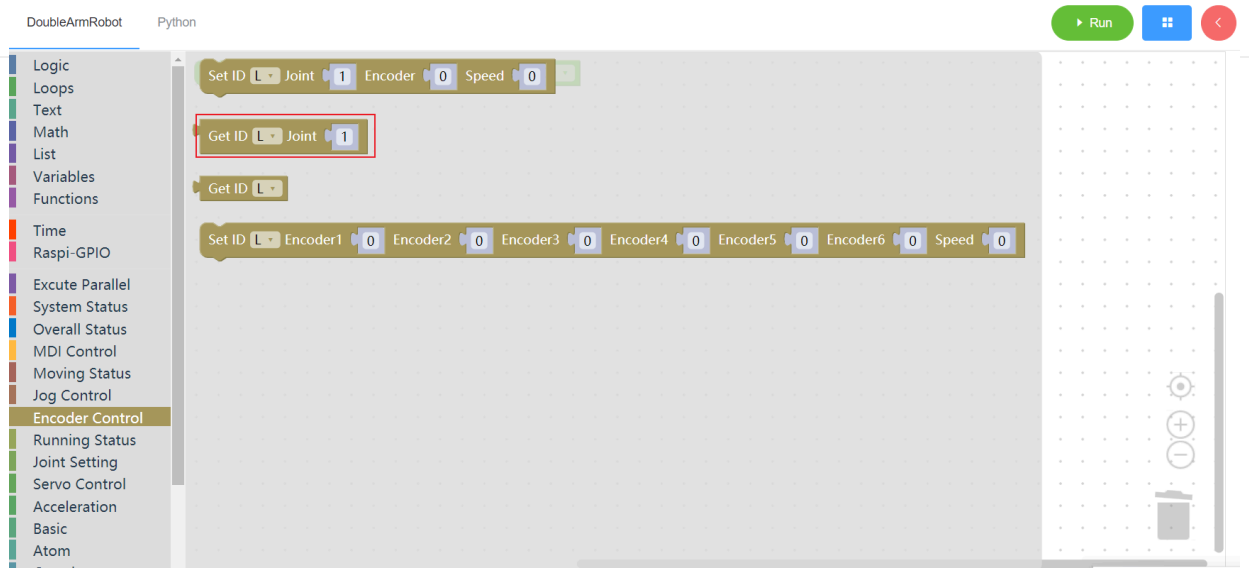 DoubleArmRobot Python Run
Logic
Loops
Text
Math
List
Variables
Functions
Time
Raspi-GPIO
Excute Parallel
System Status
Overall Status
MDI Control
Moving Status
Jog Control
Encoder Control
Running Status
Joint Setting
Servo Control
Acceleration
Basic
Atom
Set ID L Joint 1 Encoder 0 Speed 0
Get ID L Joint 1
Get ID L
Set ID L Encoder1 0 Encoder2 0 Encoder3 0 Encoder4 0 Encoder5 0 Encoder6 0 Speed 0